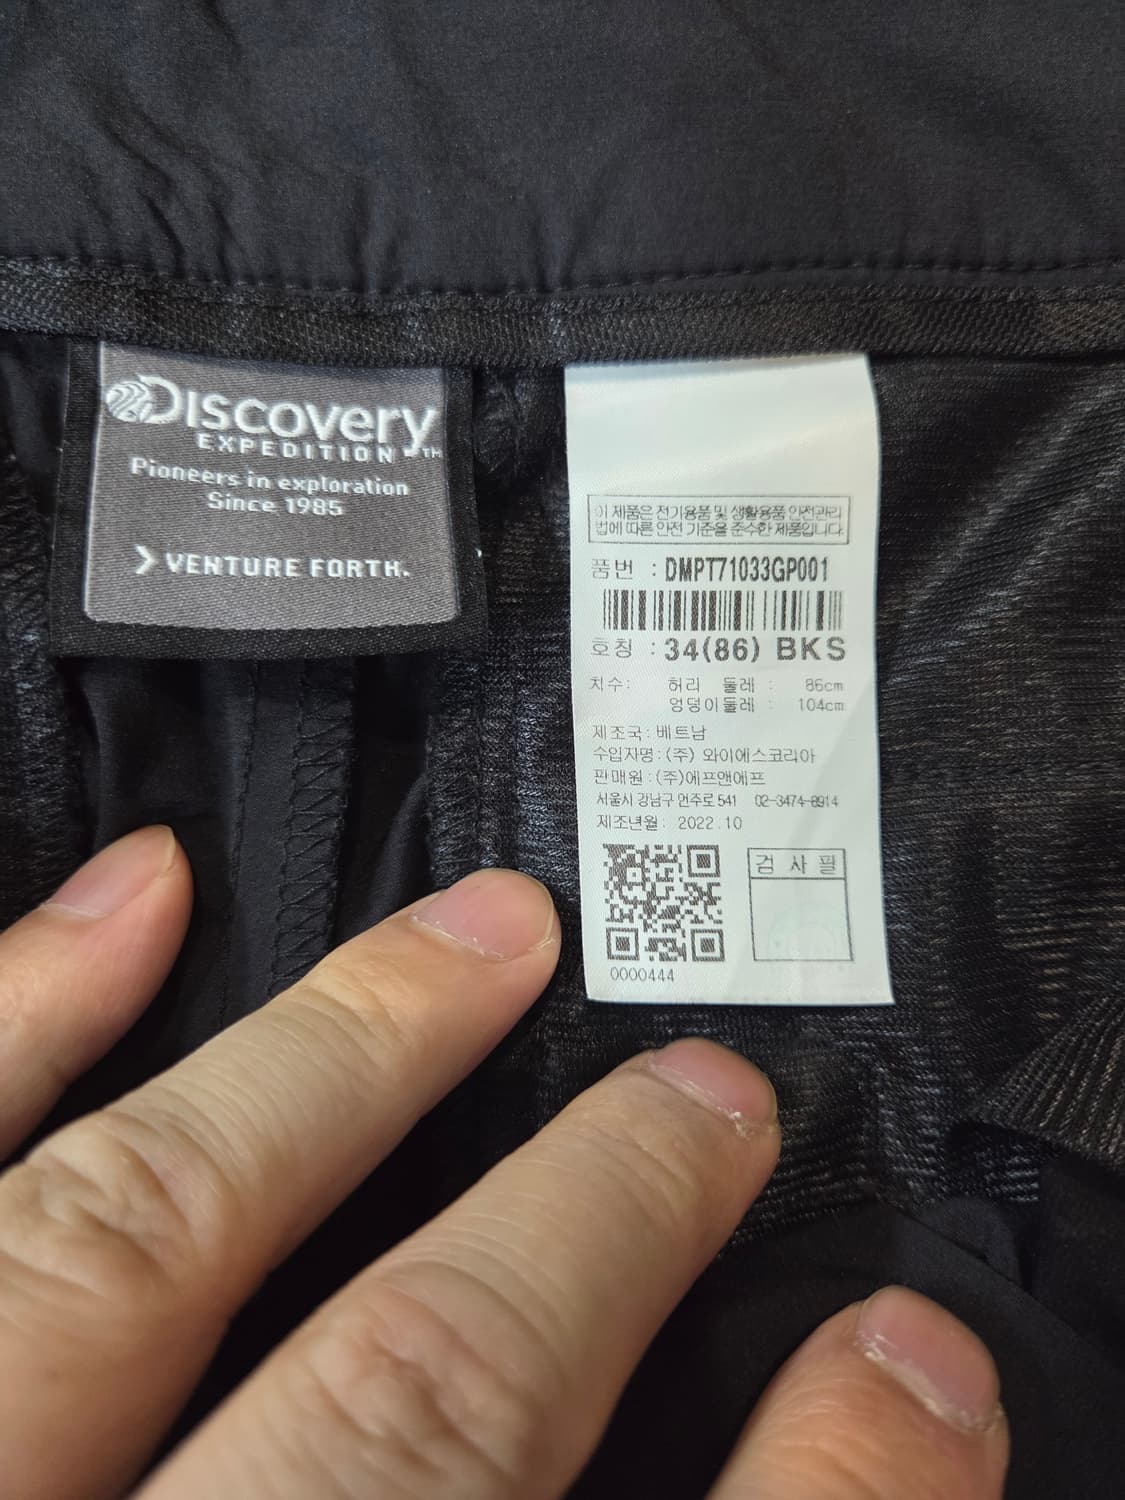 DISCOVERY
EXPEDITION™
Pioneers in exploration
Since 1985
VENTURE FORTH.
이 제품은 전기용품 및 생활용품 안전관리
법에 따른 안전 기준을 준수한 제품입니다.
품번 : DMPT71033GP001
호칭 : 34(86) BKS
치수: 허리 둘레 : 86cm
엉덩이둘레 : 104cm
제조국: 베트남
수입자명: (주) 와이에스코리아
판매원: (주)에프앤에프
서울시 강남구 언주로 541 02-3474-8914
제조년월: 2022.10
검 사 필
0000444